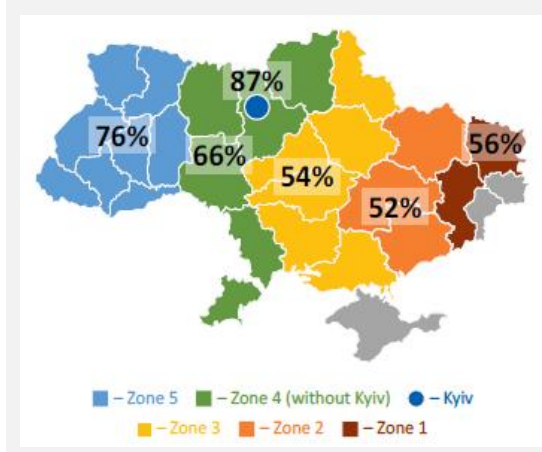 87%
76%
56%
66%
54%
52%
– Zone 5
– Zone 4 (without Kyiv)
– Kyiv
– Zone 3
– Zone 2
– Zone 1